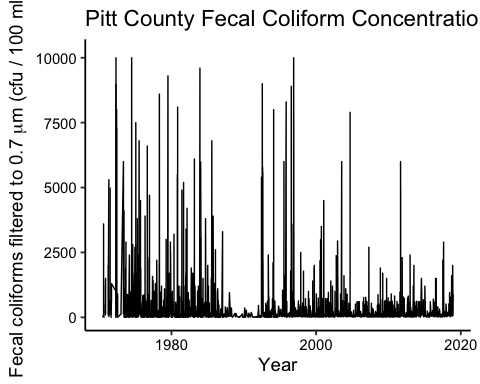 Pitt County Fecal Coliform Concentratio
Fecal coliforms filtered to 0.7 μm (cfu / 100 ml
10000
7500
5000
2500
0
1980
2000
2020
Year